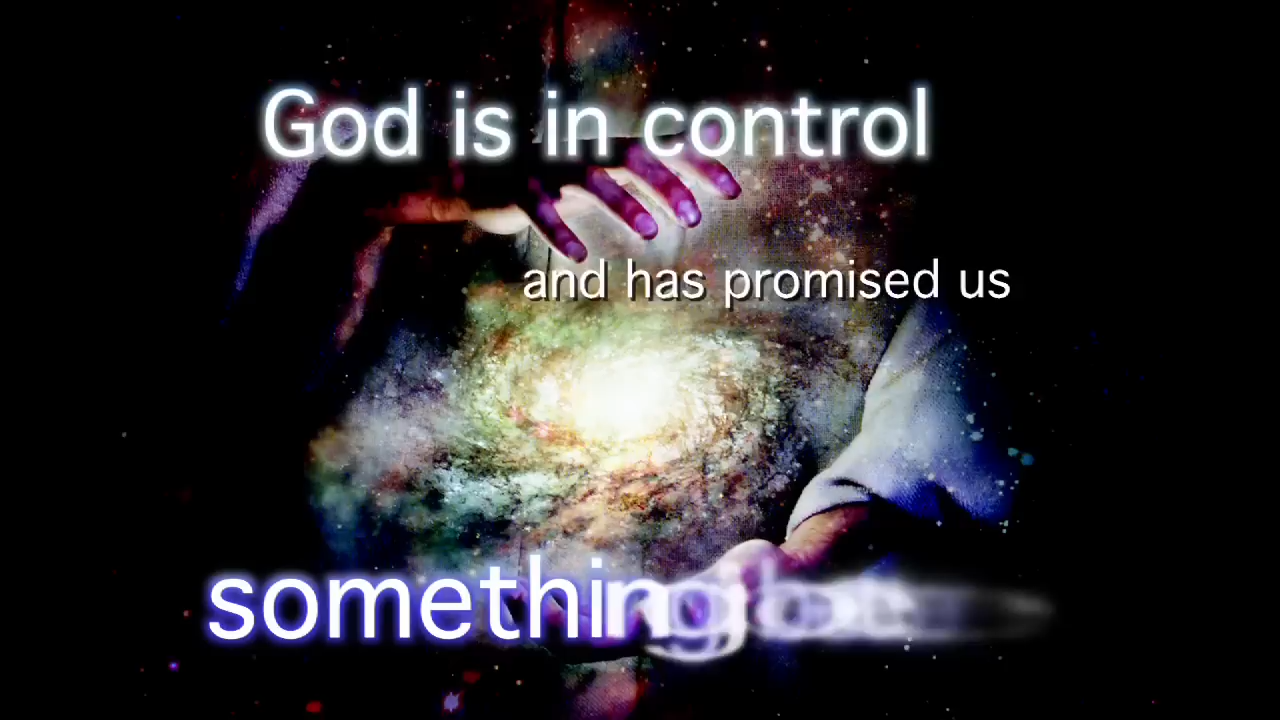 God is in control
and has promised us
something